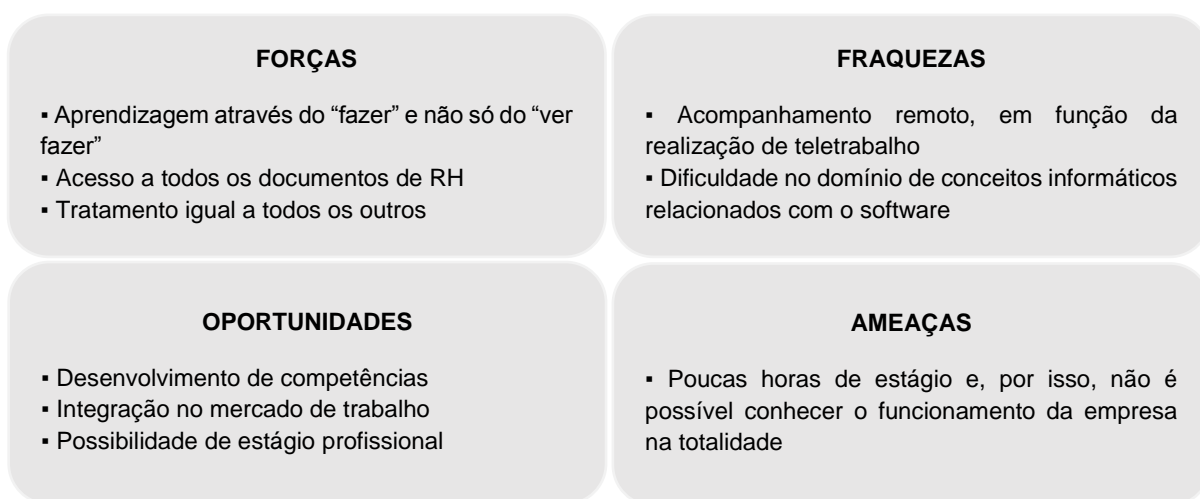 FORÇAS
▪ Aprendizagem através do “fazer” e não só do “ver
fazer”
▪ Acesso a todos os documentos de RH
▪ Tratamento igual a todos os outros
FRAQUEZAS
▪ Acompanhamento remoto, em função da
realização de teletrabalho
▪ Dificuldade no domínio de conceitos informáticos
relacionados com o software
OPORTUNIDADES
▪ Desenvolvimento de competências
▪ Integração no mercado de trabalho
▪ Possibilidade de estágio profissional
AMEAÇAS
▪ Poucas horas de estágio e, por isso, não é
possível conhecer o funcionamento da empresa
na totalidade